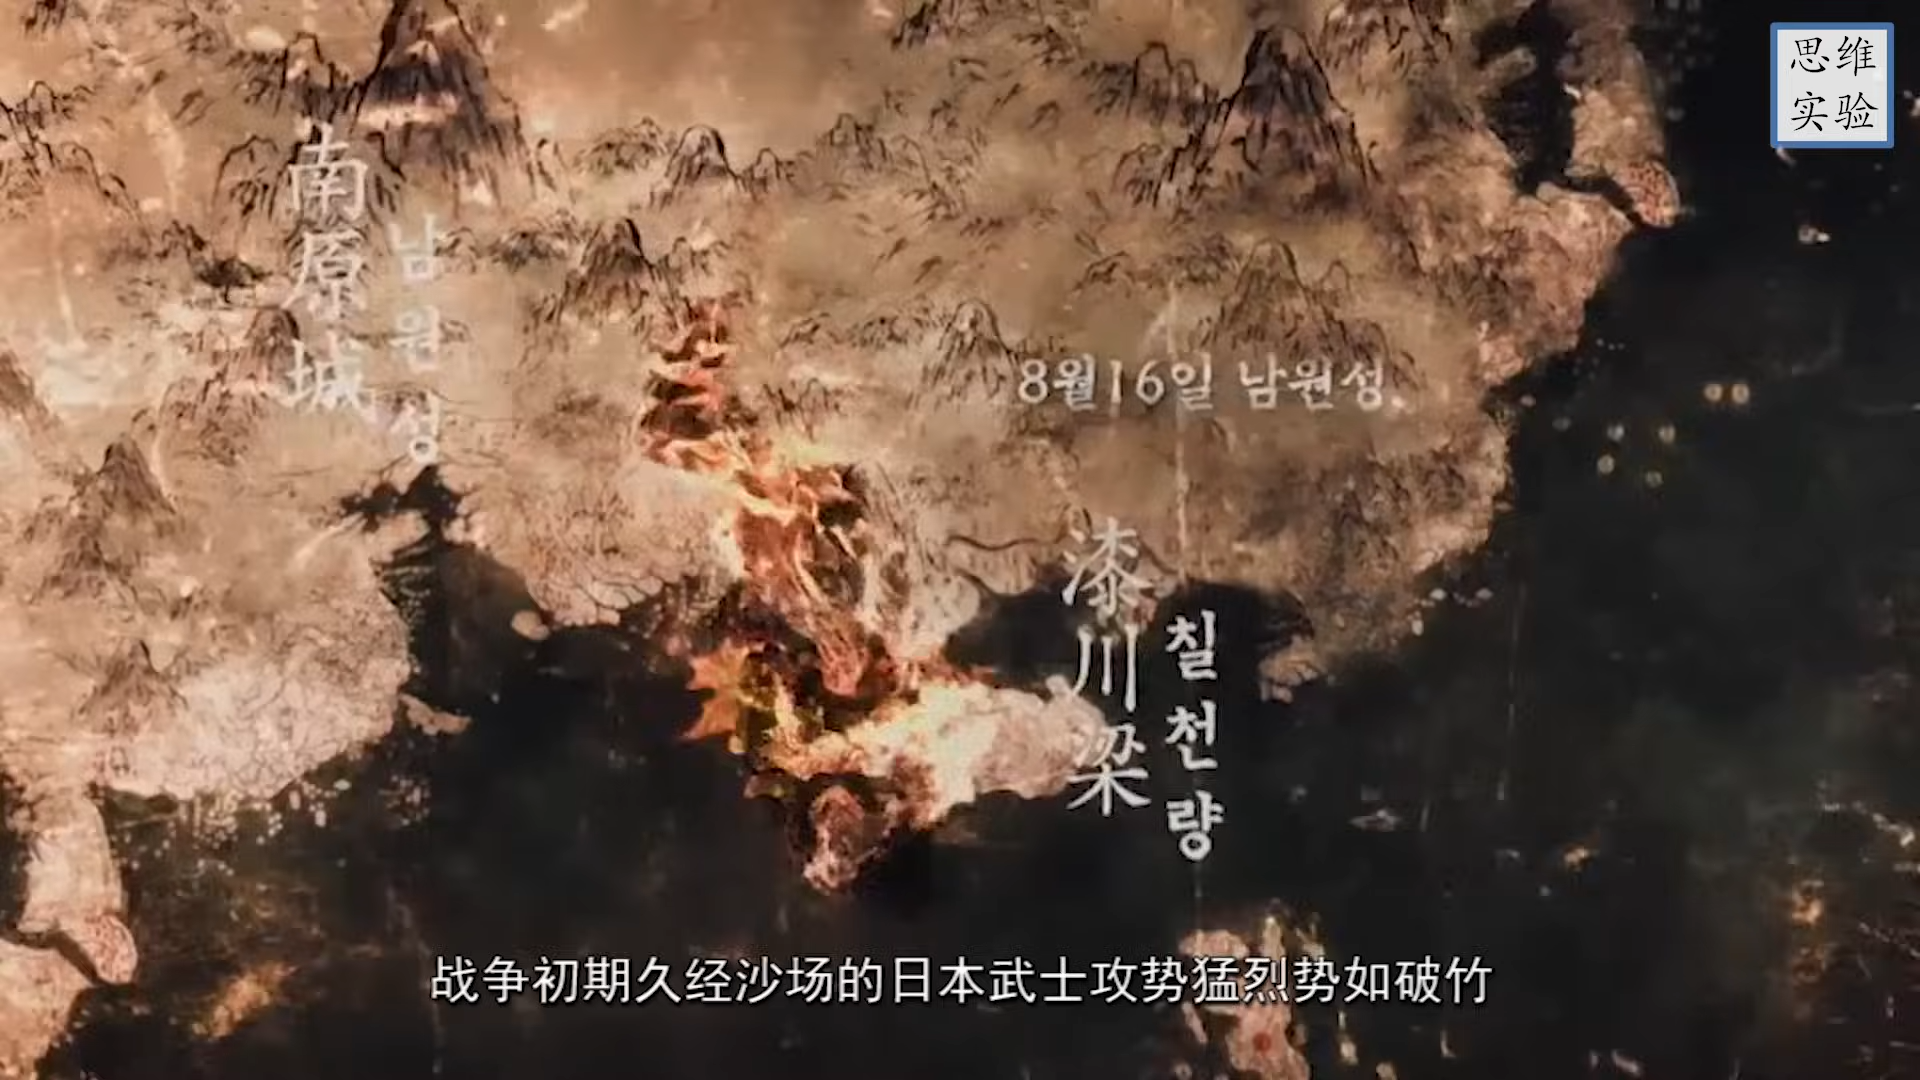 思维
实验
南原城
남원성
8월16일 남원성,
漆川梁
칠천량
战争初期久经沙场的日本武士攻势猛烈势如破竹